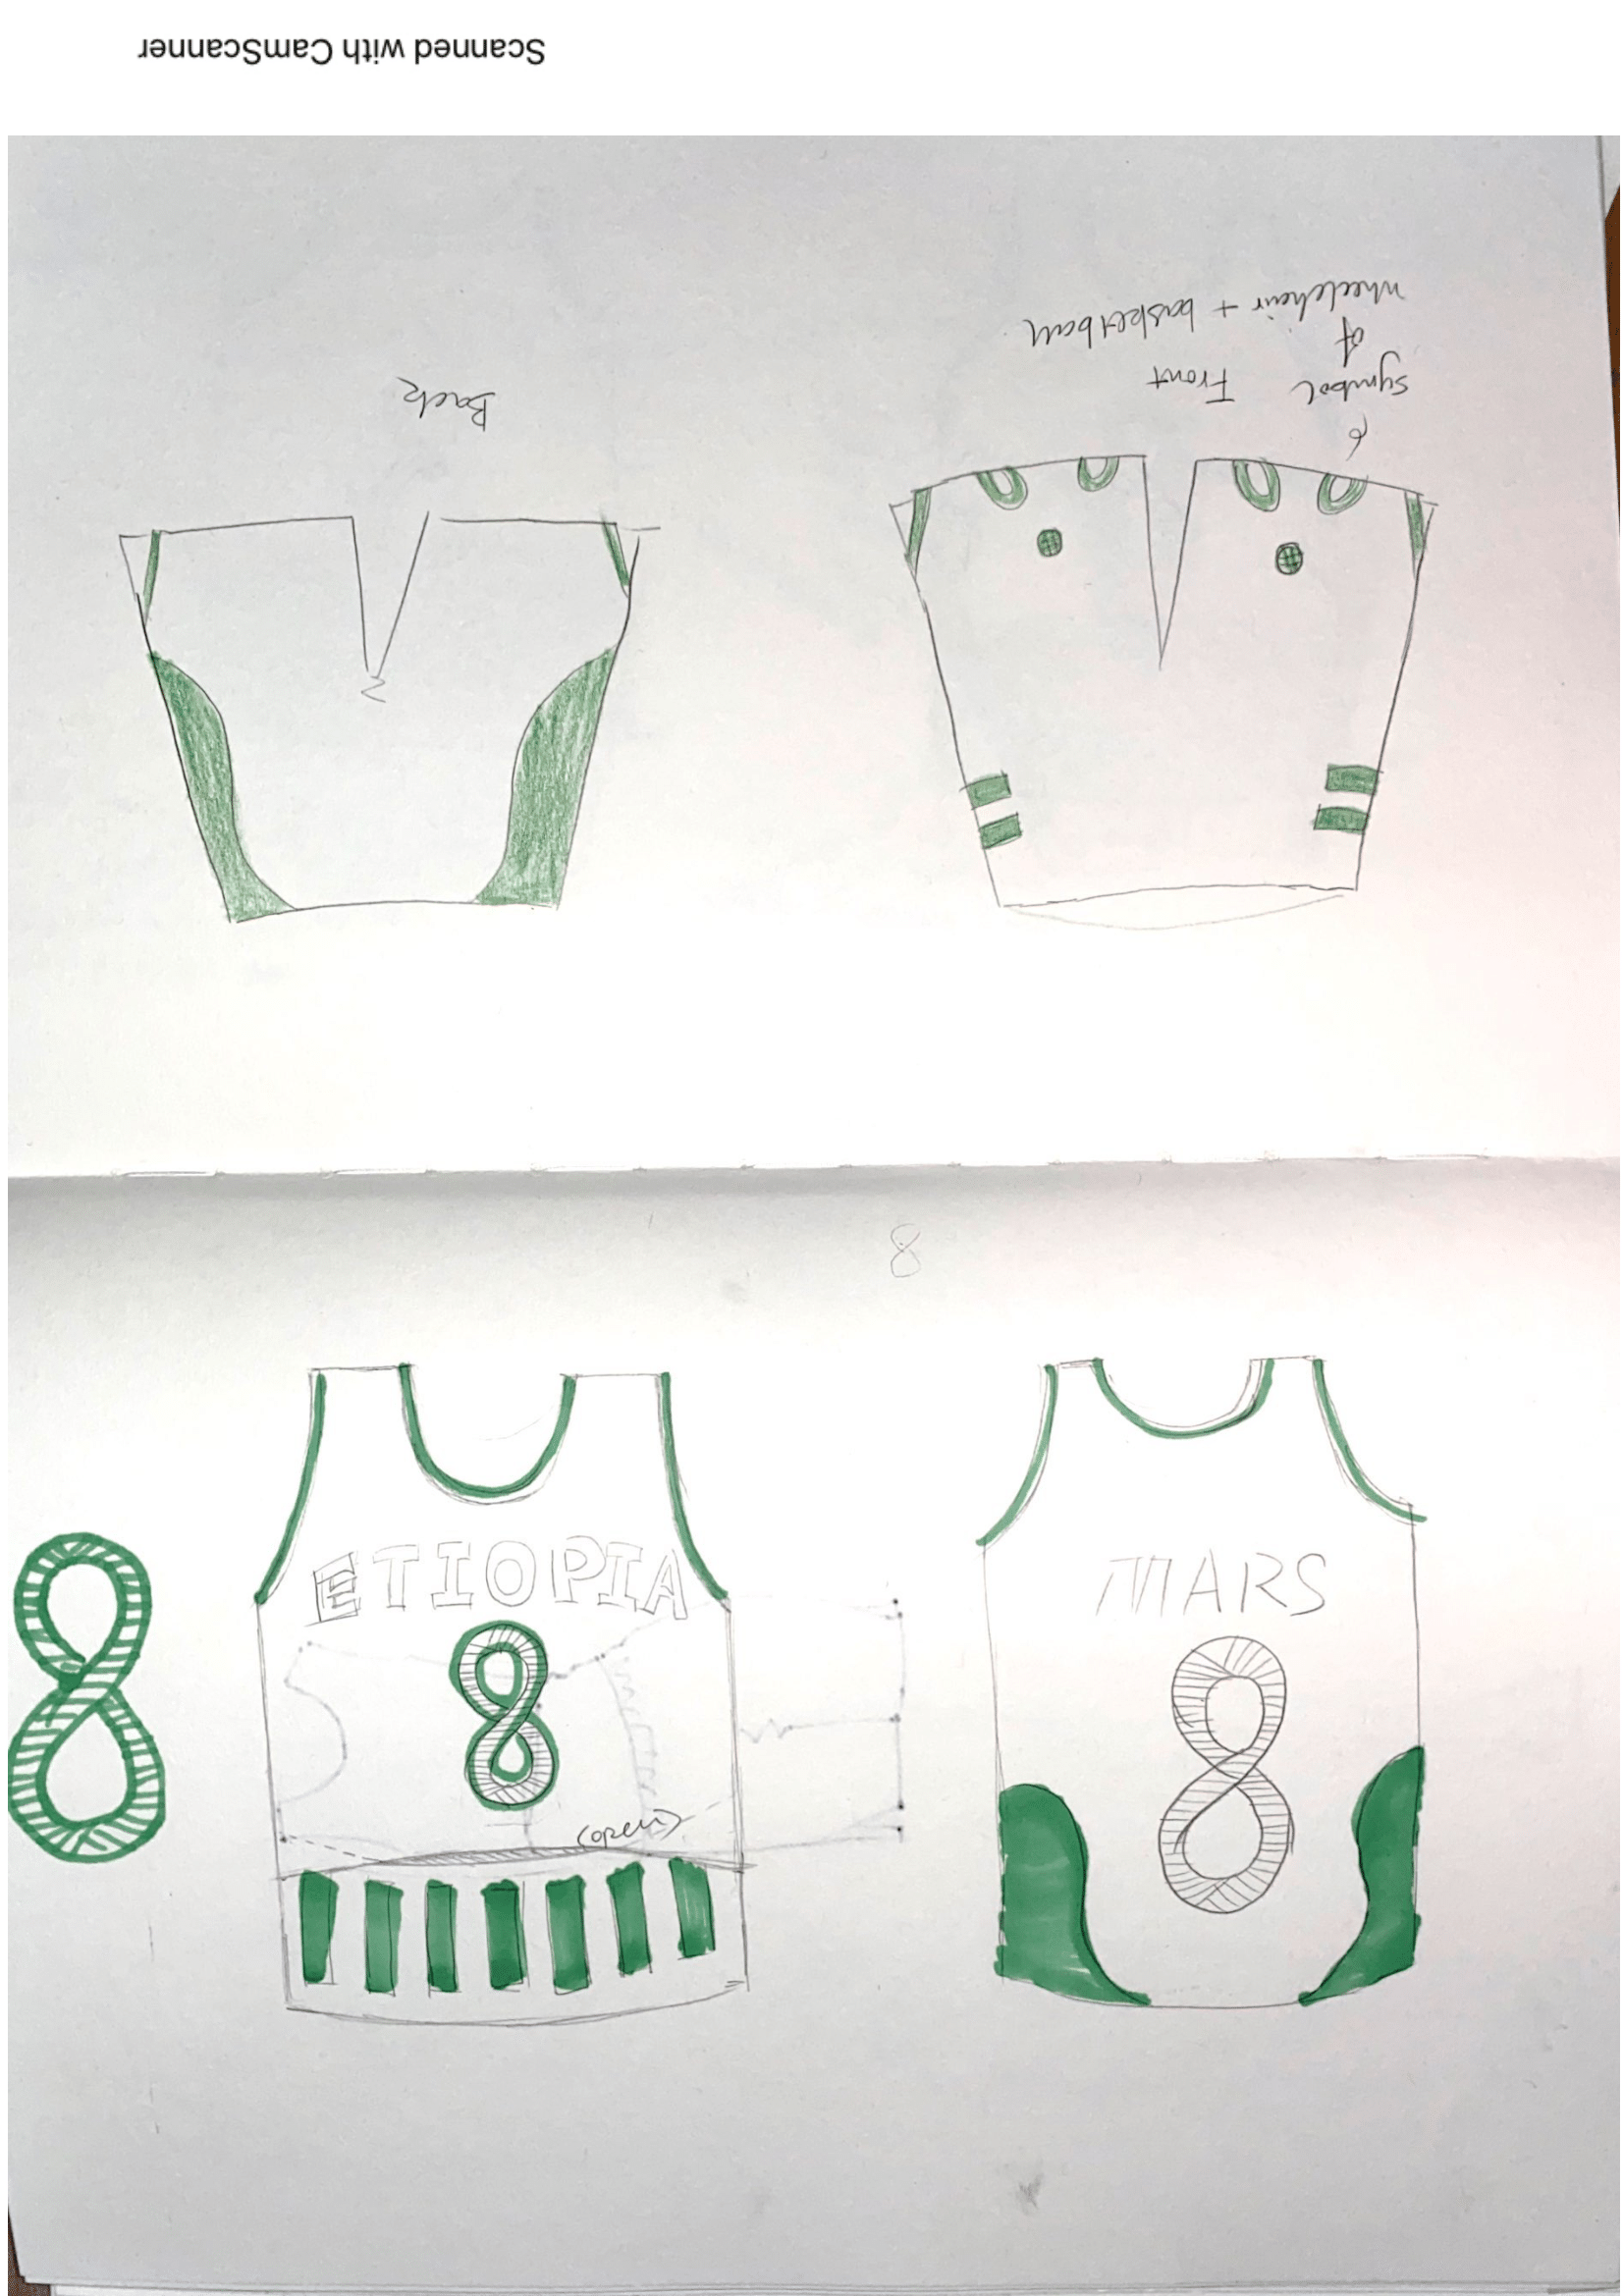 Scanned with CamScanner
Back
Front
symbol
of
wheelchair + basketball
8
ETIOPIA
8
8
(open)
MARS
8